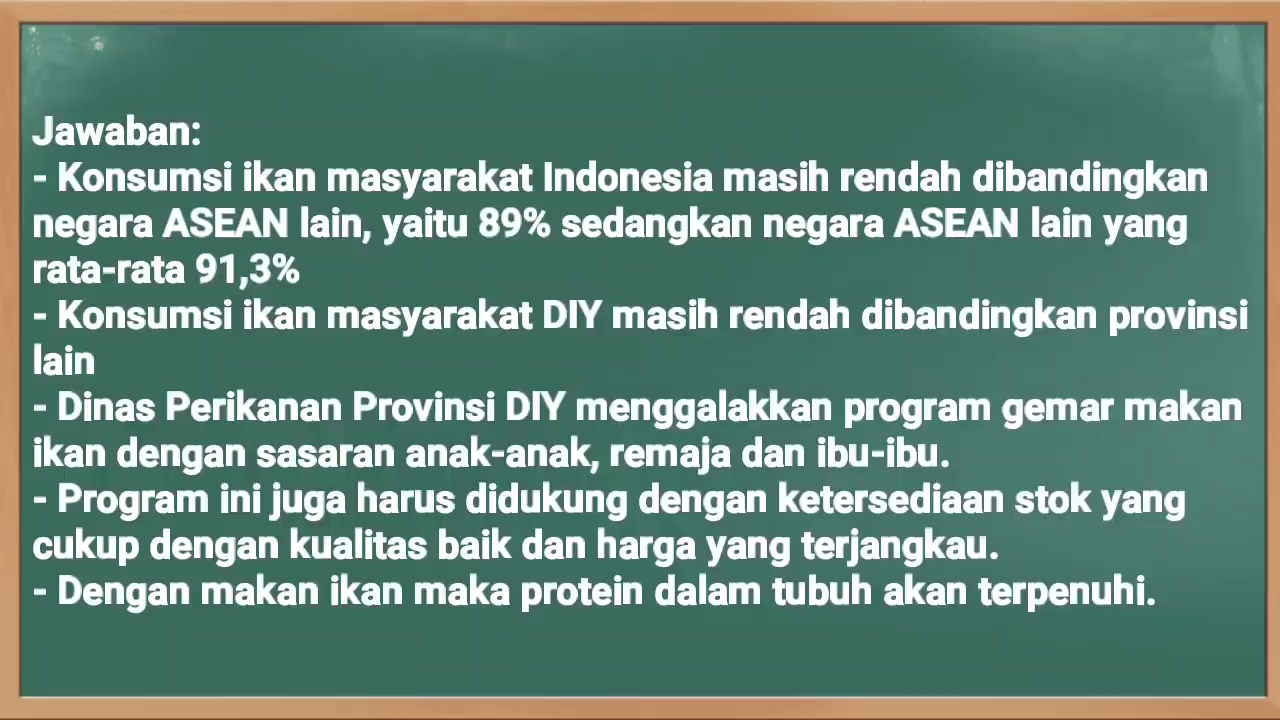 Jawaban:
- Konsumsi ikan masyarakat Indonesia masih rendah dibandingkan
negara ASEAN lain, yaitu 89% sedangkan negara ASEAN lain yang
rata-rata 91,3%
- Konsumsi ikan masyarakat DIY masih rendah dibandingkan provinsi
lain
- Dinas Perikanan Provinsi DIY menggalakkan program gemar makan
ikan dengan sasaran anak-anak, remaja dan ibu-ibu.
- Program ini juga harus didukung dengan ketersediaan stok yang
cukup dengan kualitas baik dan harga yang terjangkau.
- Dengan makan ikan maka protein dalam tubuh akan terpenuhi.